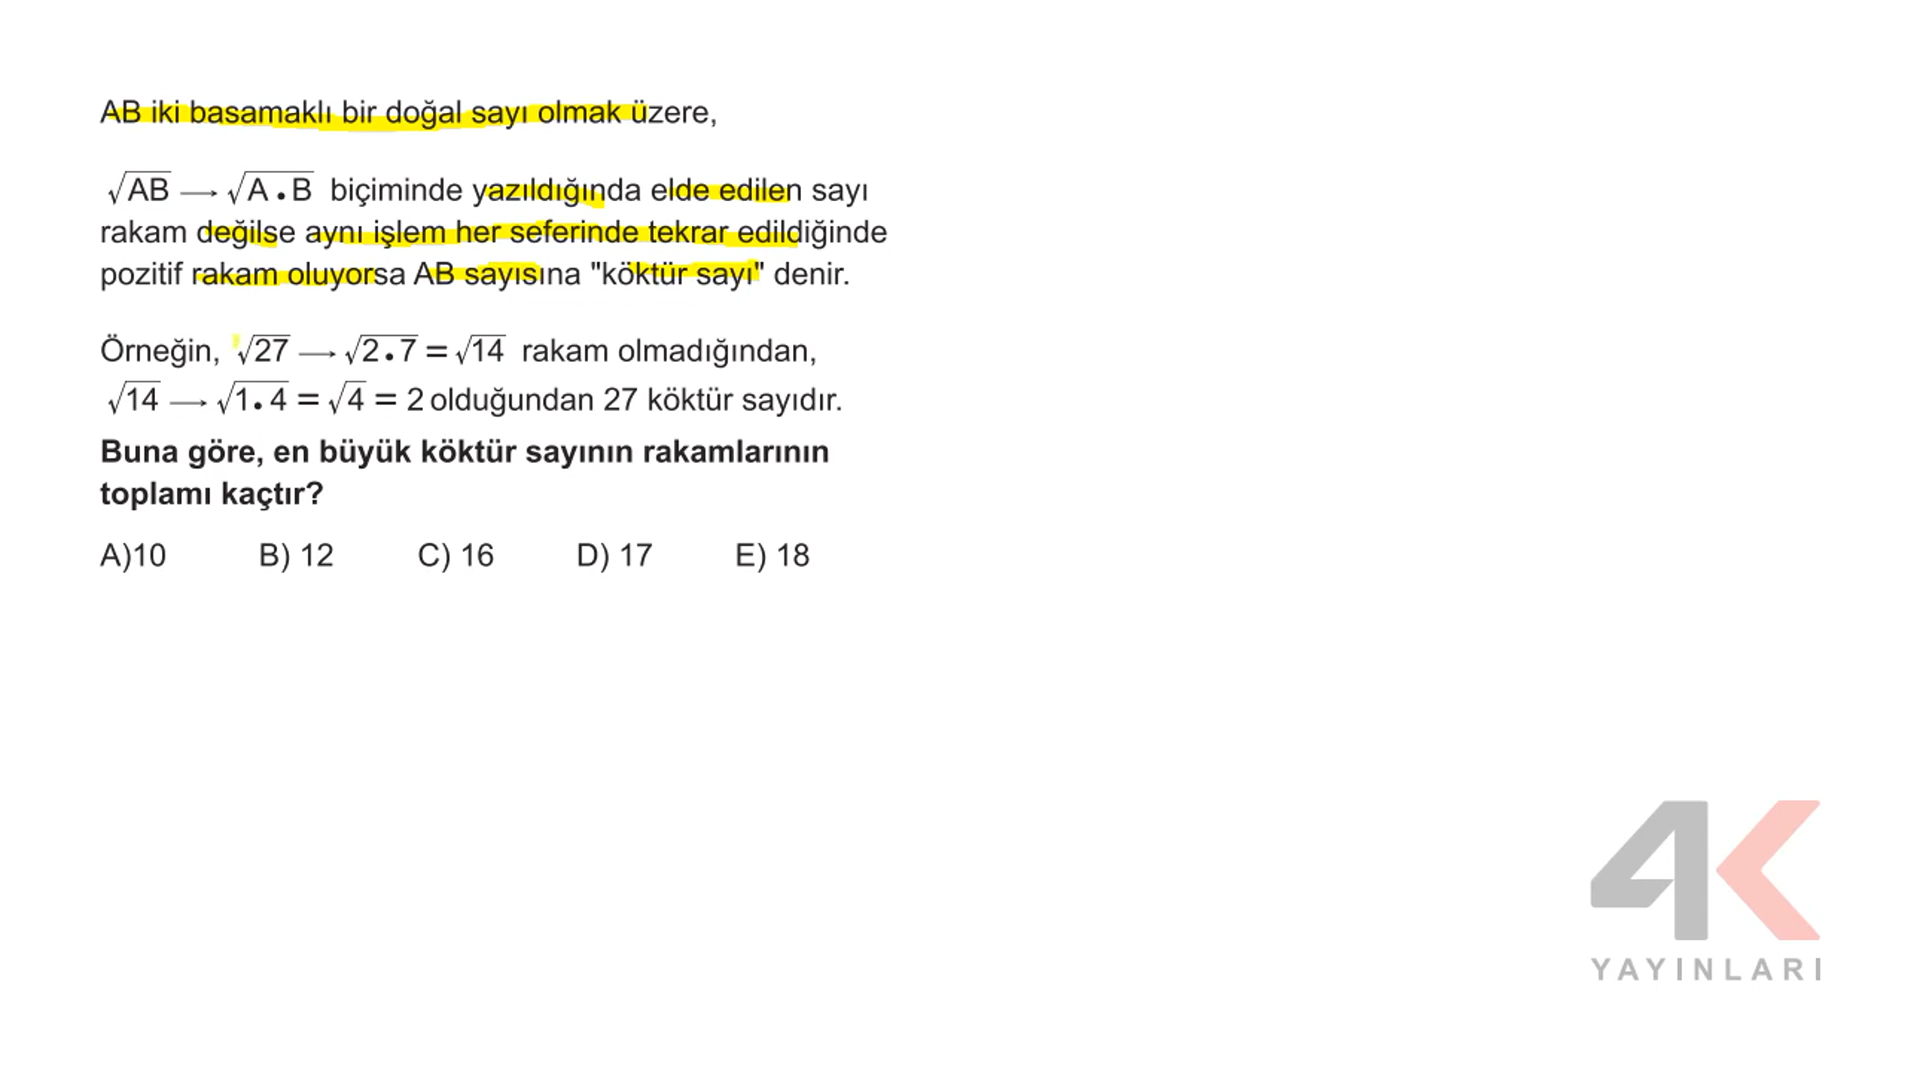 AB iki basamaklı bir doğal sayı olmak üzere,
√AB → √A.B biçiminde yazıldığında elde edilen sayı
rakam değilse aynı işlem her seferinde tekrar edildiğinde
pozitif rakam oluyorsa AB sayısına "köktür sayı" denir.
Örneğin, √27 → √2.7 = √14 rakam olmadığından,
√14 → √1.4 = √4 = 2 olduğundan 27 köktür sayıdır.
Buna göre, en büyük köktür sayının rakamlarının
toplamı kaçtır?
A)10 B) 12 C) 16 D) 17 E) 18
4K
YAYINLARI